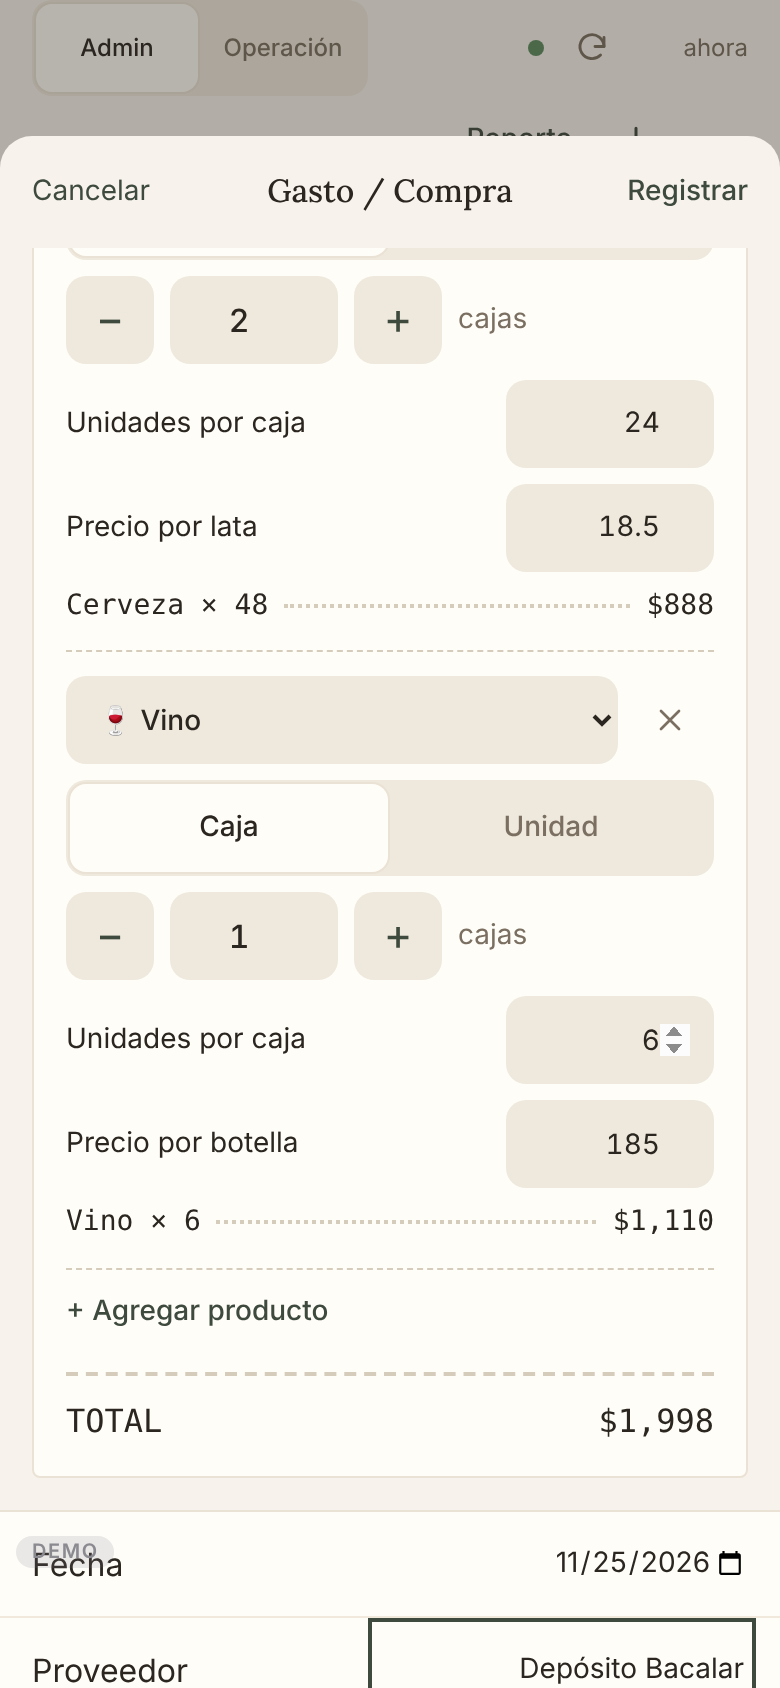 Admin Operación ahora
Reporte
Cancelar Gasto / Compra Registrar
− 2 + cajas
Unidades por caja 24
Precio por lata 18.5
Cerveza × 48 $888
Vino
Caja Unidad
− 1 + cajas
Unidades por caja 6
Precio por botella 185
Vino × 6 $1,110
+ Agregar producto
TOTAL $1,998
DEMO
Fecha 11/25/2026
Proveedor Depósito Bacalar